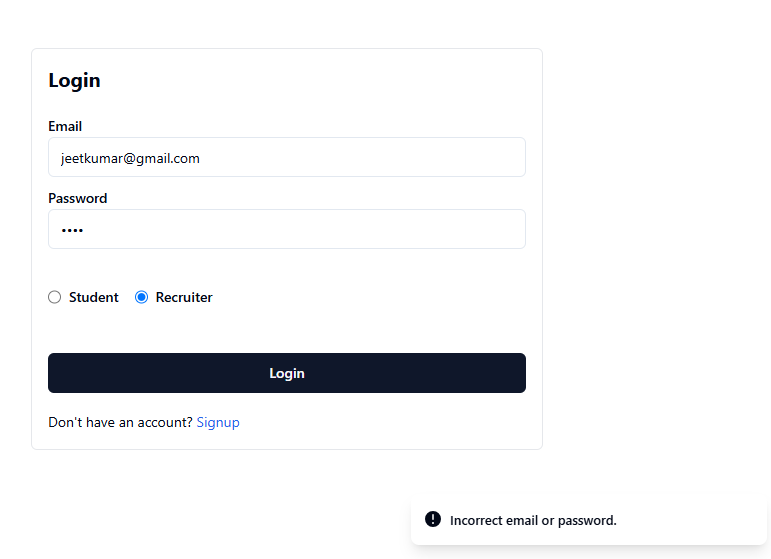 Login
Email
jeetkumar@gmail.com
Password
••••
Student Recruiter
Login
Don't have an account? Signup
Incorrect email or password.